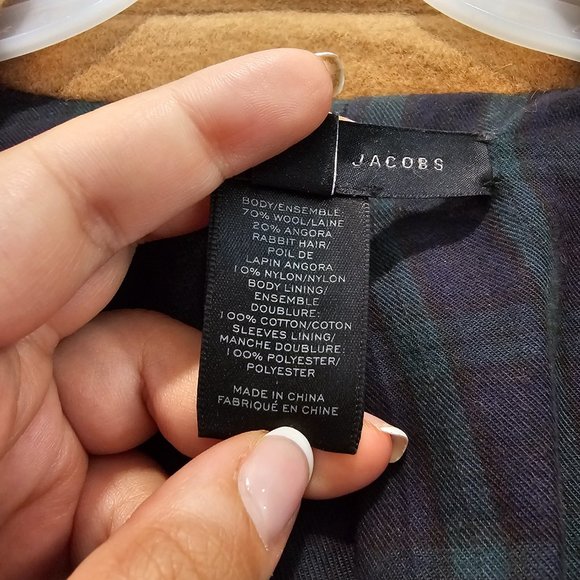 JACOBS
BODY/ENSEMBLE:
70% WOOL/LAINE
20% ANGORA
RABBIT HAIR/
POIL DE
LAPIN ANGORA
10% NYLON/NYLON
BODY LINING/
ENSEMBLE
DOUBLURE:
100% COTTON/COTON
SLEEVES LINING/
MANCHE DOUBLURE:
100% POLYESTER/
POLYESTER
MADE IN CHINA
FABRIQUÉ EN CHINE